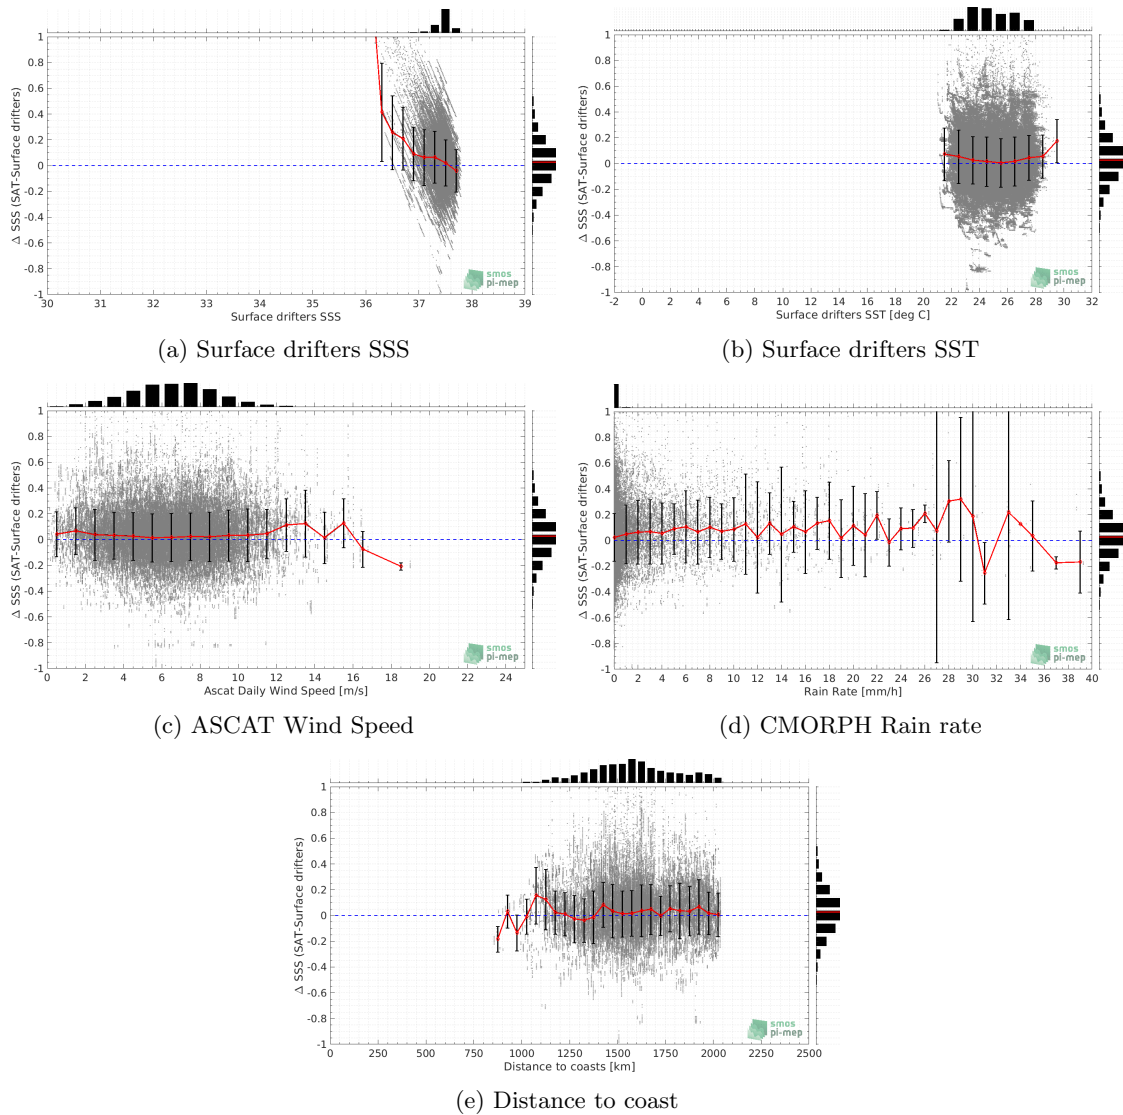 1
0.8
0.6
0.4
0.2
0
-0.2
-0.4
-0.6
-0.8
-1
Δ SSS (SAT-Surface drifters)
30 31 32 33 34 35 36 37 38 39
Surface drifters SSS
smos
pi-mep
(a) Surface drifters SSS
1
0.8
0.6
0.4
0.2
0
-0.2
-0.4
-0.6
-0.8
-1
Δ SSS (SAT-Surface drifters)
-2 0 2 4 6 8 10 12 14 16 18 20 22 24 26 28 30 32
Surface drifters SST [deg C]
smos
pi-mep
(b) Surface drifters SST
1
0.8
0.6
0.4
0.2
0
-0.2
-0.4
-0.6
-0.8
-1
Δ SSS (SAT-Surface drifters)
0 2 4 6 8 10 12 14 16 18 20 22 24
Ascat Daily Wind Speed [m/s]
smos
pi-mep
(c) ASCAT Wind Speed
1
0.8
0.6
0.4
0.2
0
-0.2
-0.4
-0.6
-0.8
-1
Δ SSS (SAT-Surface drifters)
0 2 4 6 8 10 12 14 16 18 20 22 24 26 28 30 32 34 36 38 40
Rain Rate [mm/h]
smos
pi-mep
(d) CMORPH Rain rate
1
0.8
0.6
0.4
0.2
0
-0.2
-0.4
-0.6
-0.8
-1
Δ SSS (SAT-Surface drifters)
0 250 500 750 1000 1250 1500 1750 2000 2250 2500
Distance to coasts [km]
smos
pi-mep
(e) Distance to coast